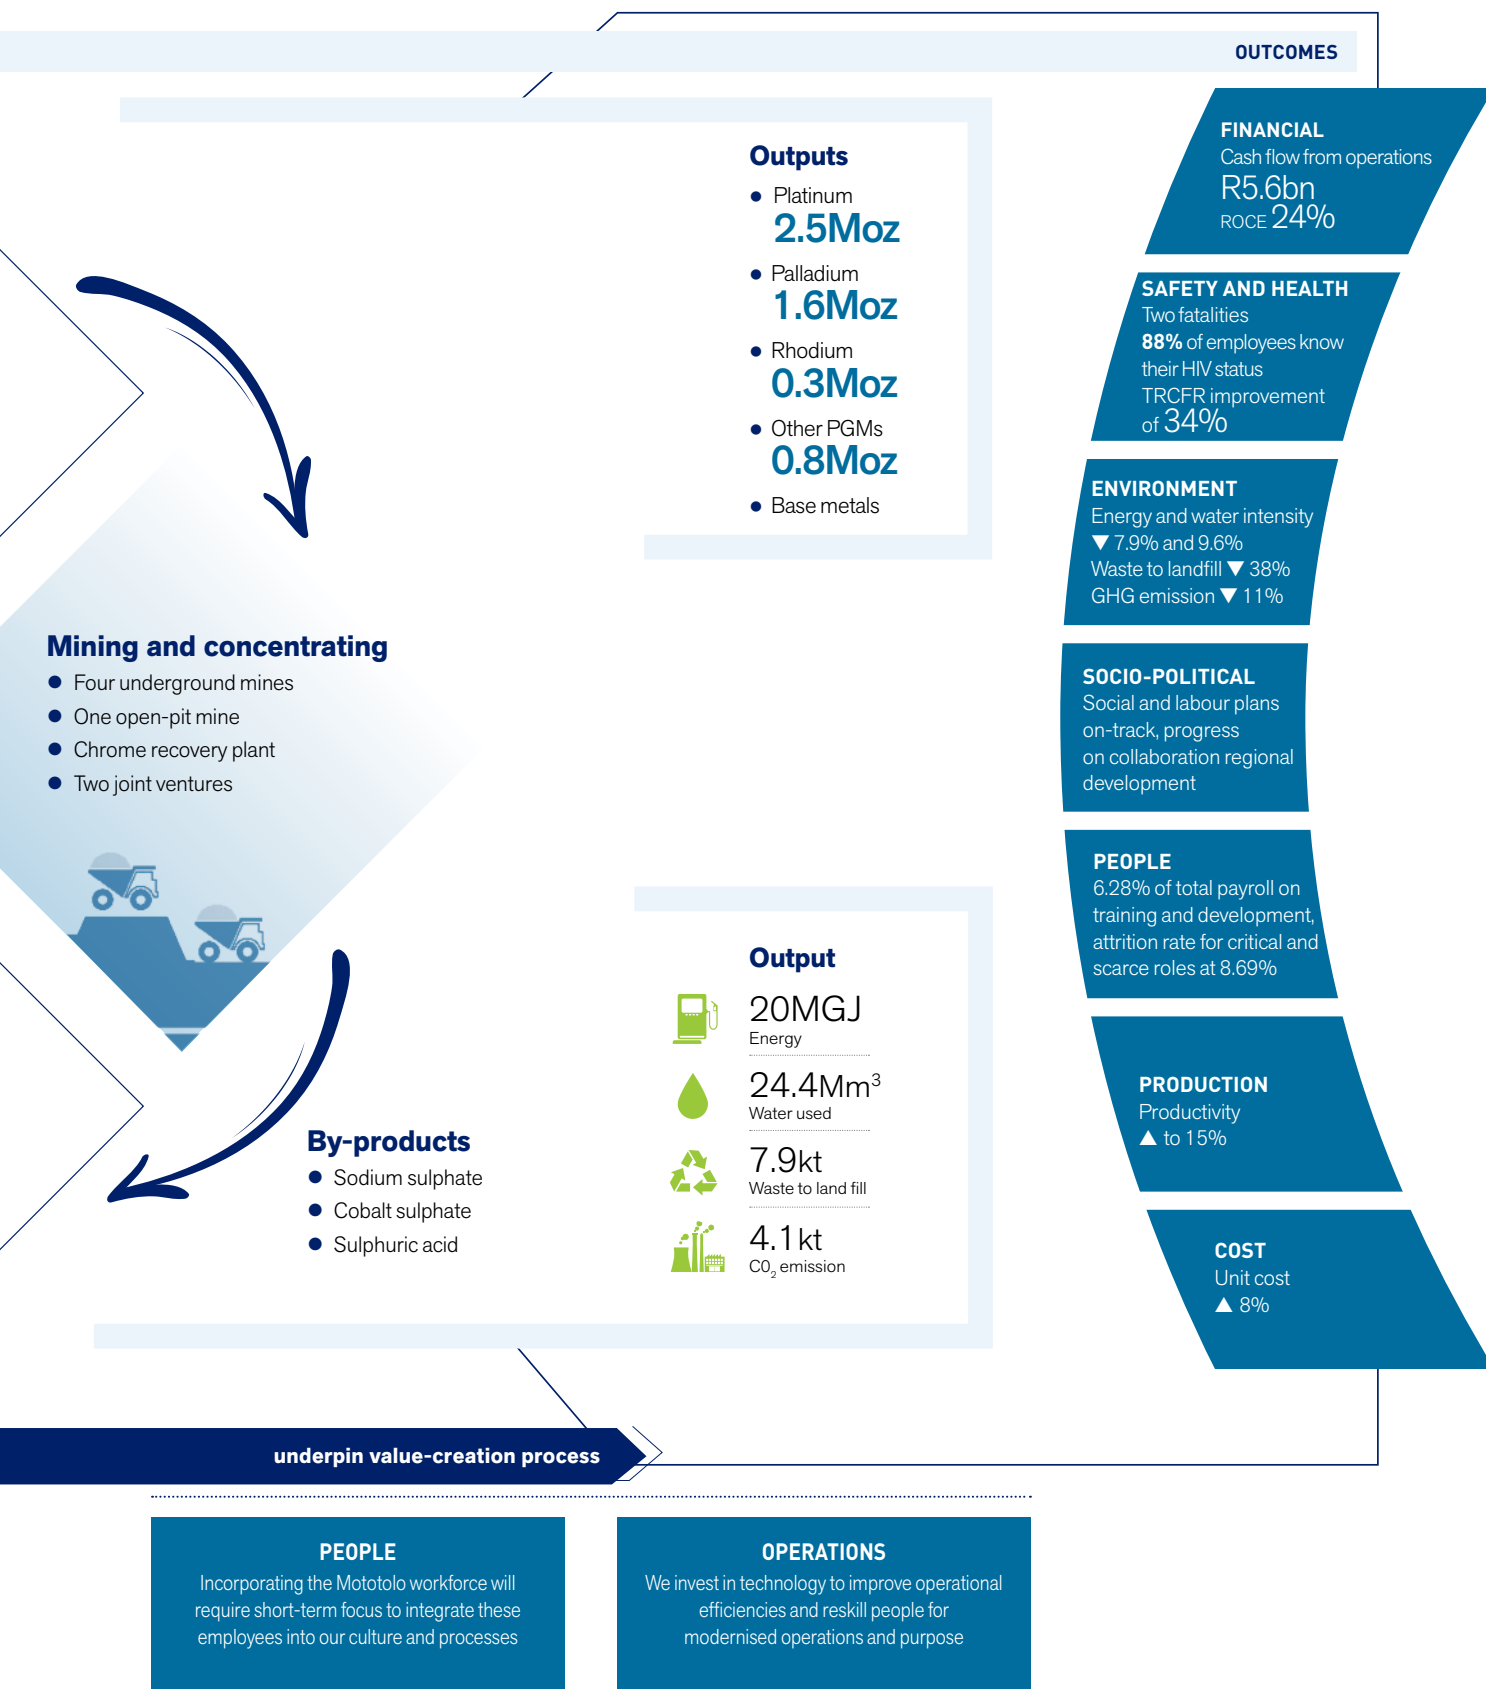 OUTCOMES
Outputs
● Platinum
2.5Moz
● Palladium
1.6Moz
● Rhodium
0.3Moz
● Other PGMs
0.8Moz
● Base metals
Mining and concentrating
● Four underground mines
● One open-pit mine
● Chrome recovery plant
● Two joint ventures
By-products
● Sodium sulphate
● Cobalt sulphate
● Sulphuric acid
Output
20MGJ
Energy
24.4Mm³
Water used
7.9kt
Waste to land fill
4.1kt
C0₂ emission
FINANCIAL
Cash flow from operations
R5.6bn
ROCE 24%
SAFETY AND HEALTH
Two fatalities
88% of employees know
their HIV status
TRCFR improvement
of 34%
ENVIRONMENT
Energy and water intensity
▼ 7.9% and 9.6%
Waste to landfill ▼ 38%
GHG emission ▼ 11%
SOCIO-POLITICAL
Social and labour plans
on-track, progress
on collaboration regional
development
PEOPLE
6.28% of total payroll on
training and development,
attrition rate for critical and
scarce roles at 8.69%
PRODUCTION
Productivity
▲ to 15%
COST
Unit cost
▲ 8%
underpin value-creation process
PEOPLE
Incorporating the Mototolo workforce will
require short-term focus to integrate these
employees into our culture and processes
OPERATIONS
We invest in technology to improve operational
efficiencies and reskill people for
modernised operations and purpose